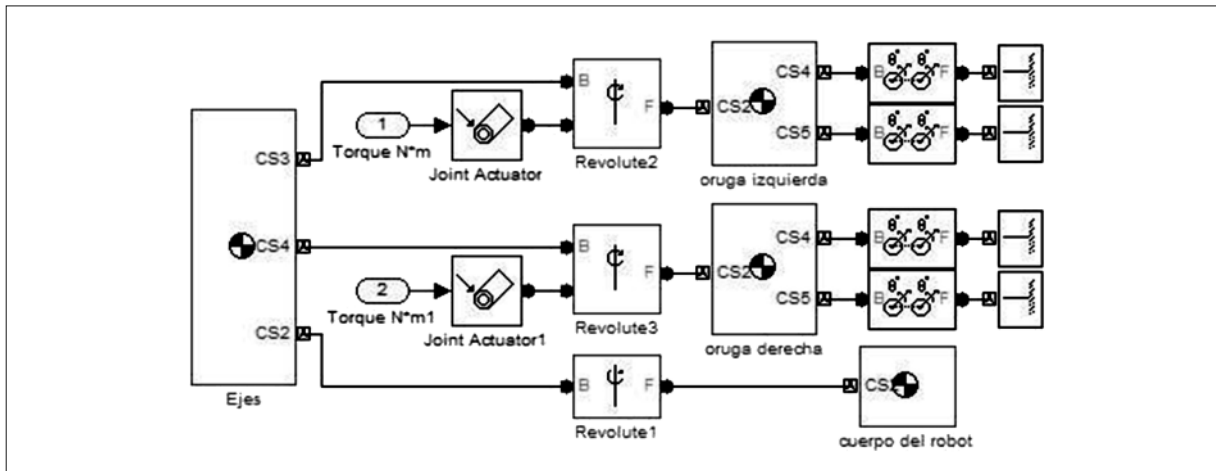 CS3
CS4
CS2
Ejes
1
Torque N*m
Joint Actuator
B
F
Revolute2
CS2
CS4
CS5
oruga izquierda
B θ° θ° F
B θ° θ° F
2
Torque N*m1
Joint Actuator1
B
F
Revolute3
CS2
CS4
CS5
oruga derecha
B θ° θ° F
B θ° θ° F
B
F
Revolute1
CS2
cuerpo del robot